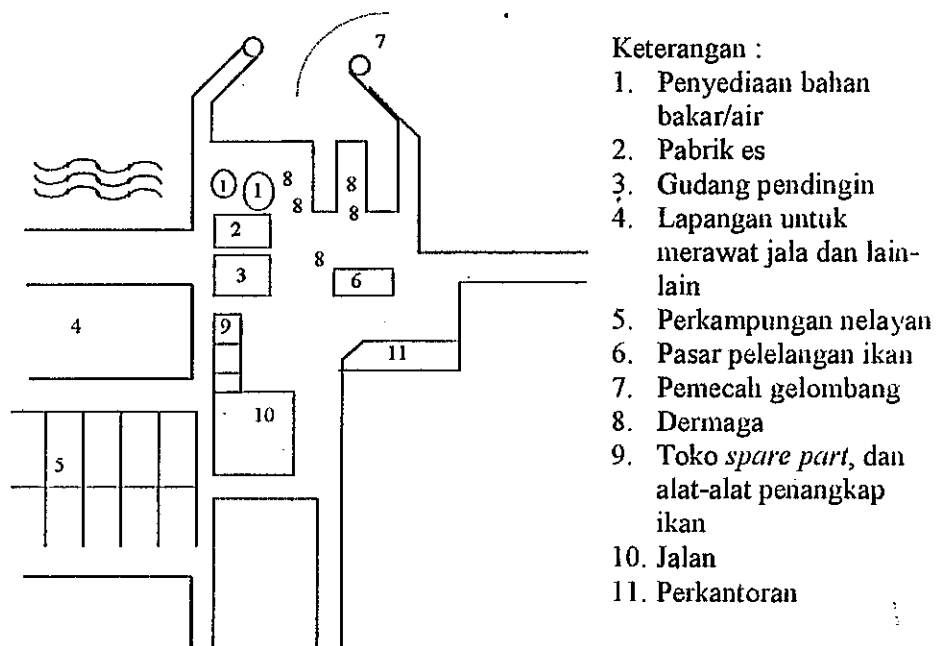 7
1
1
8
8
8
8
2
8
3
6
4
9
11
10
5
Keterangan :
1. Penyediaan bahan
bakar/air
2. Pabrik es
3. Gudang pendingin
4. Lapangan untuk
merawat jala dan lain-
lain
5. Perkampungan nelayan
6. Pasar pelelangan ikan
7. Pemecah gelombang
8. Dermaga
9. Toko spare part, dan
alat-alat penangkap
ikan
10. Jalan
11. Perkantoran